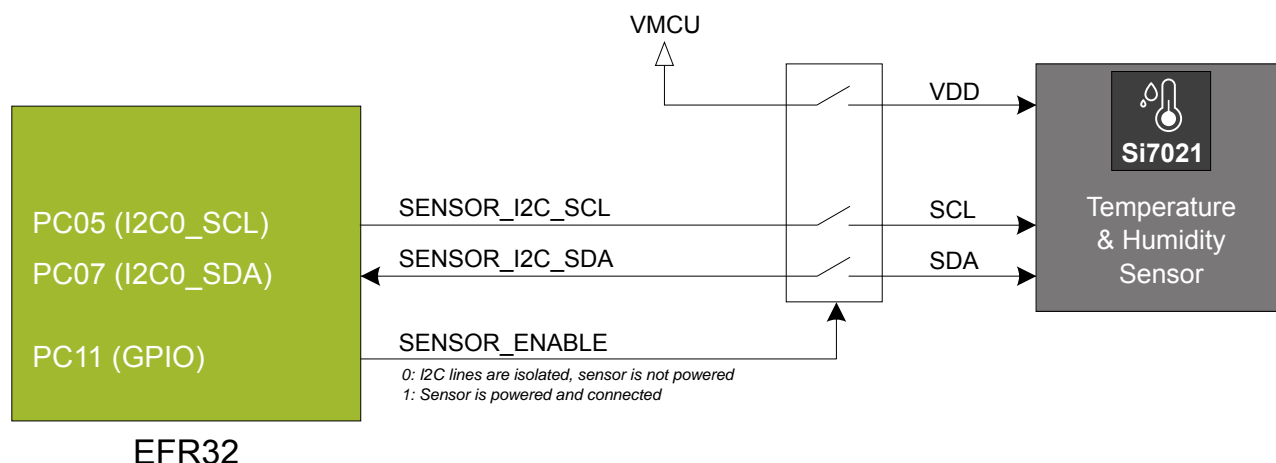 VMCU
VDD
Si7021
PC05 (I2C0_SCL)
SENSOR_I2C_SCL
SCL
Temperature
& Humidity
Sensor
PC07 (I2C0_SDA)
SENSOR_I2C_SDA
SDA
PC11 (GPIO)
SENSOR_ENABLE
0: I2C lines are isolated, sensor is not powered
1: Sensor is powered and connected
EFR32